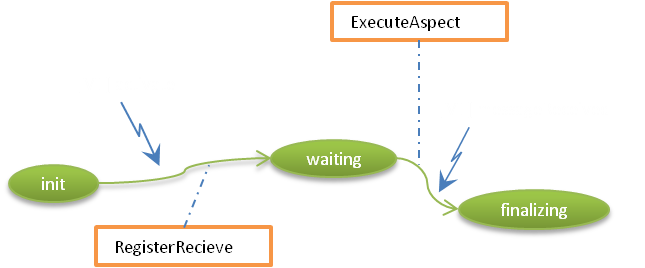 ExecuteAspect
waiting
init
finalizing
RegisterRecieve